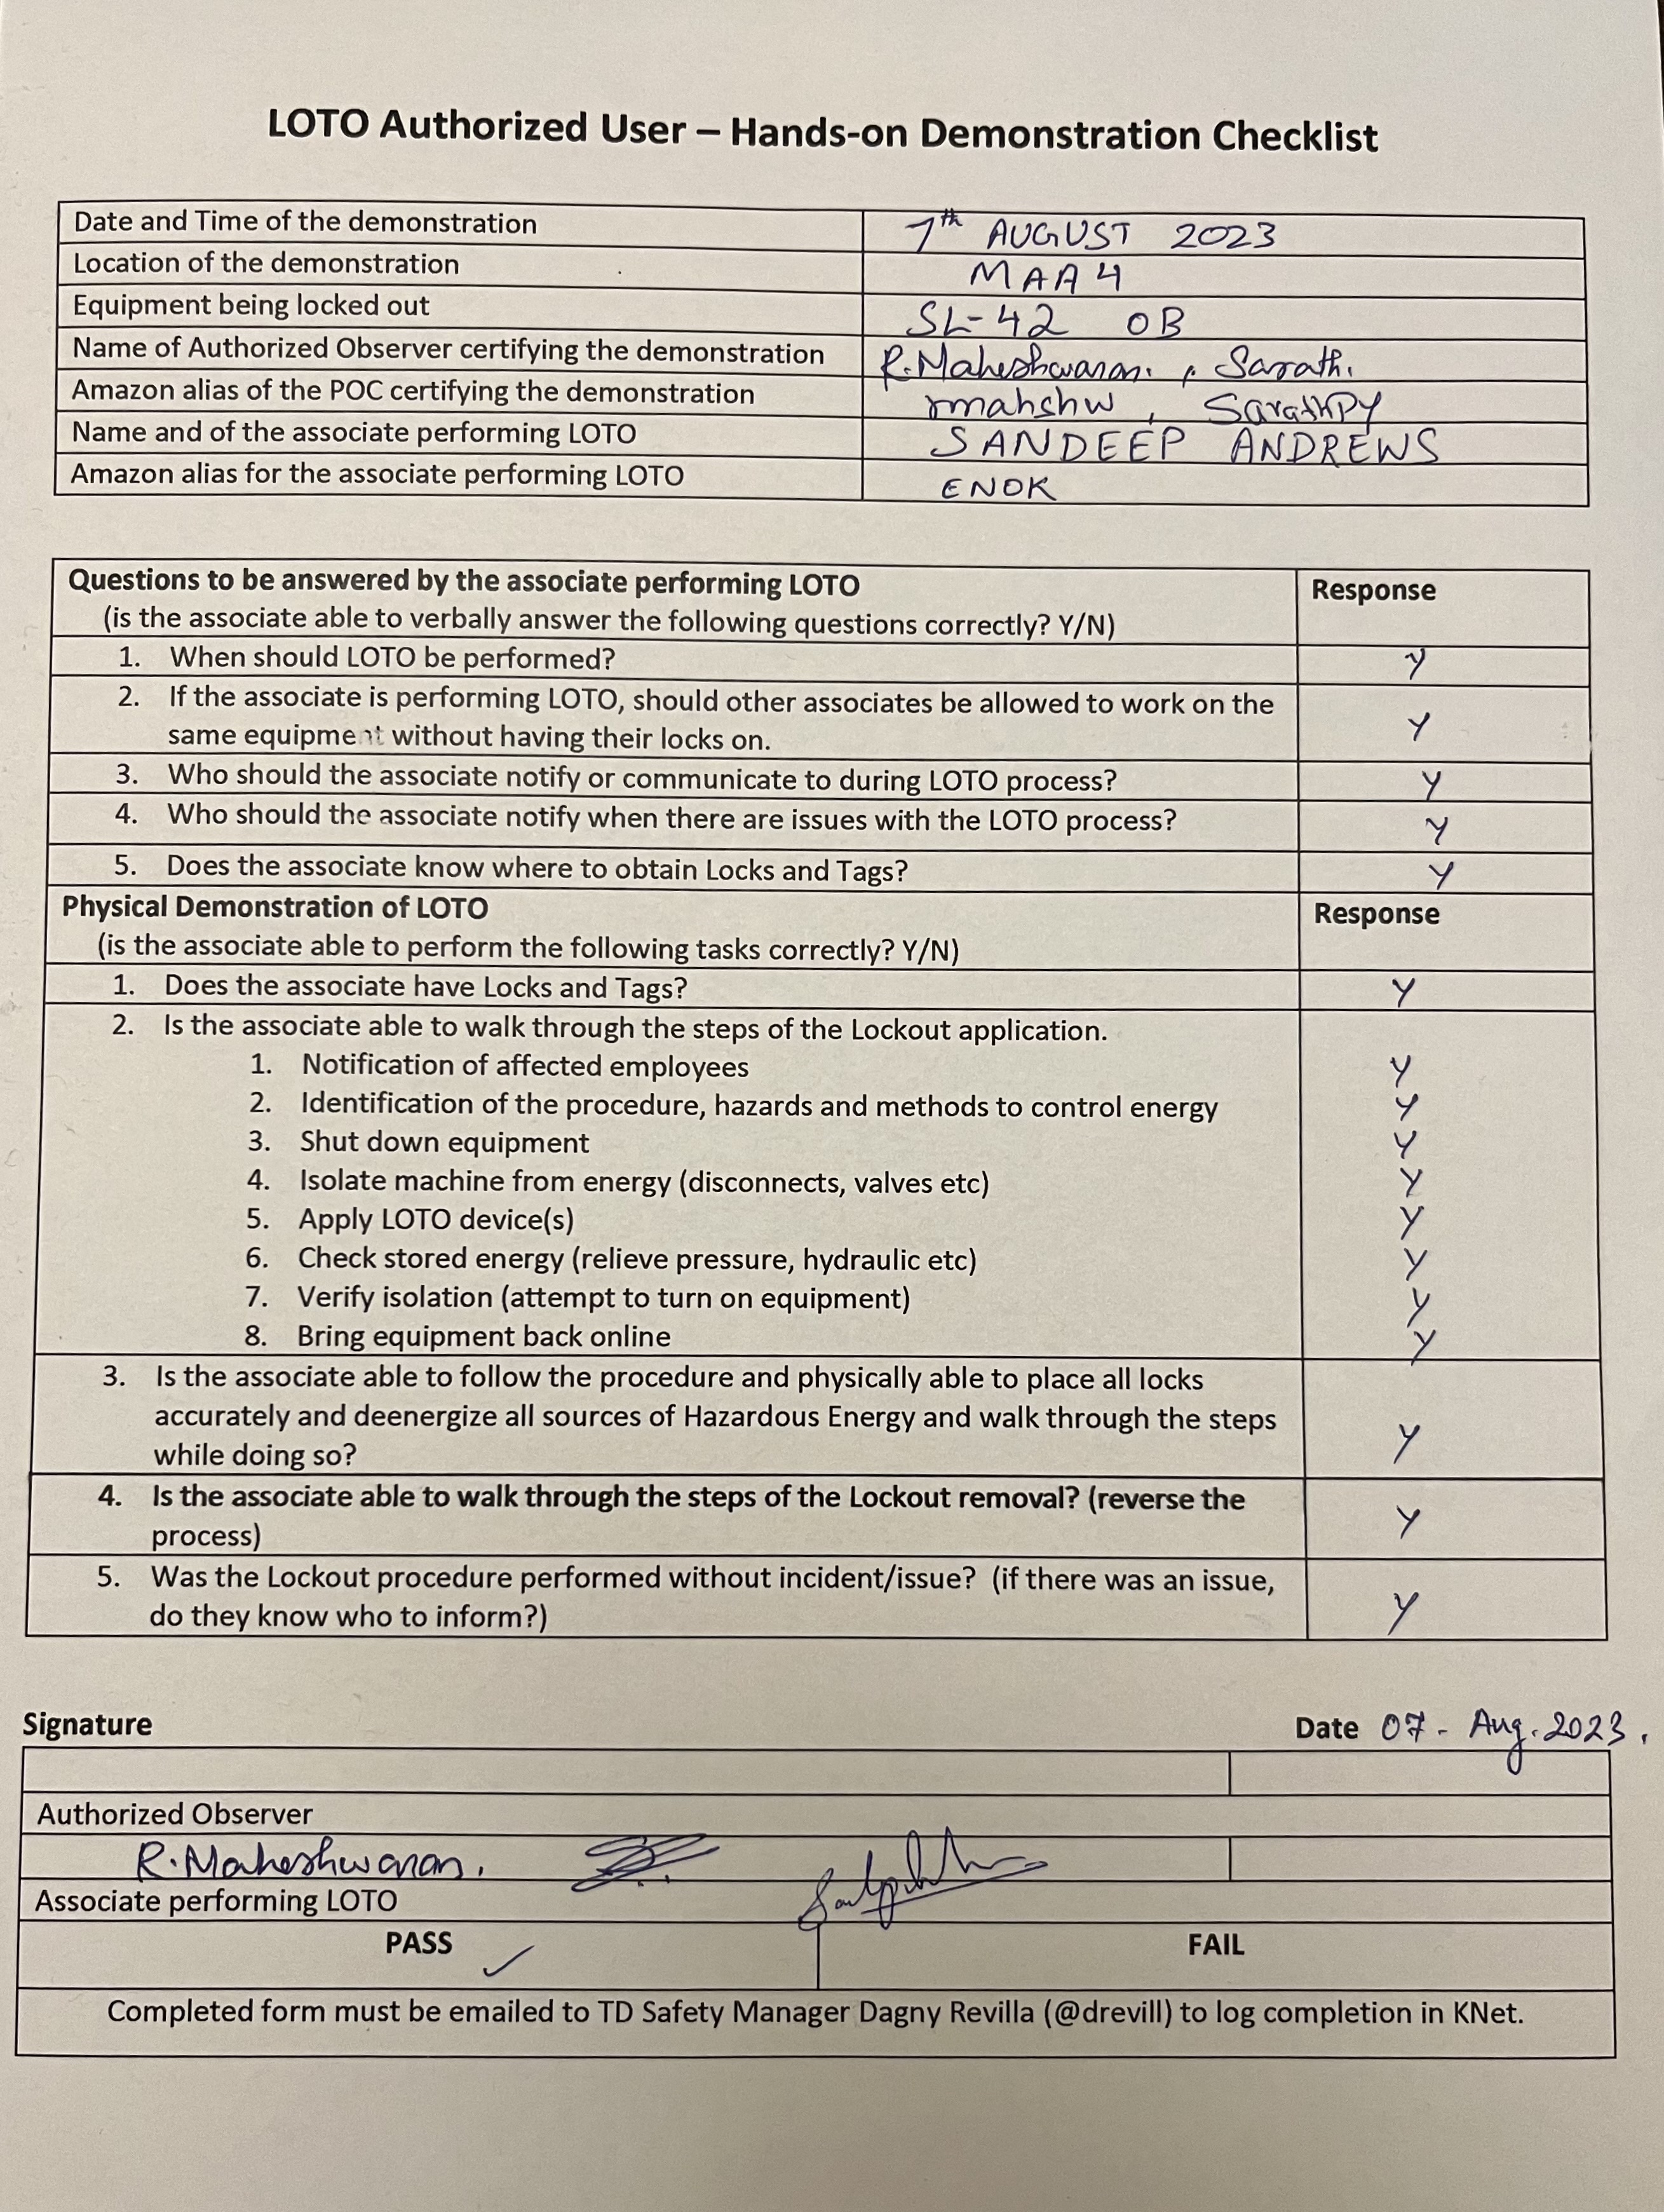 LOTO Authorized User – Hands-on Demonstration Checklist
Date and Time of the demonstration 7th AUGUST 2023
Location of the demonstration MAA4
Equipment being locked out SL-42 OB
Name of Authorized Observer certifying the demonstration R.Maheshwaran. , Sarath.
Amazon alias of the POC certifying the demonstration rmahshw , SarathPY
Name and of the associate performing LOTO SANDEEP ANDREWS
Amazon alias for the associate performing LOTO ENOK
Questions to be answered by the associate performing LOTO Response
(is the associate able to verbally answer the following questions correctly? Y/N)
1. When should LOTO be performed? Y
2. If the associate is performing LOTO, should other associates be allowed to work on the
same equipment without having their locks on. Y
3. Who should the associate notify or communicate to during LOTO process? Y
4. Who should the associate notify when there are issues with the LOTO process? Y
5. Does the associate know where to obtain Locks and Tags? Y
Physical Demonstration of LOTO Response
(is the associate able to perform the following tasks correctly? Y/N)
1. Does the associate have Locks and Tags? Y
2. Is the associate able to walk through the steps of the Lockout application.
1. Notification of affected employees Y
2. Identification of the procedure, hazards and methods to control energy Y
3. Shut down equipment Y
4. Isolate machine from energy (disconnects, valves etc) Y
5. Apply LOTO device(s) Y
6. Check stored energy (relieve pressure, hydraulic etc) Y
7. Verify isolation (attempt to turn on equipment) Y
8. Bring equipment back online Y
3. Is the associate able to follow the procedure and physically able to place all locks
accurately and deenergize all sources of Hazardous Energy and walk through the steps
while doing so? Y
4. Is the associate able to walk through the steps of the Lockout removal? (reverse the
process) Y
5. Was the Lockout procedure performed without incident/issue? (if there was an issue,
do they know who to inform?) Y
Signature Date 07 - Aug. 2023.
Authorized Observer
R.Maheshwaran.
Associate performing LOTO
PASS ✓ FAIL
Completed form must be emailed to TD Safety Manager Dagny Revilla (@drevill) to log completion in KNet.